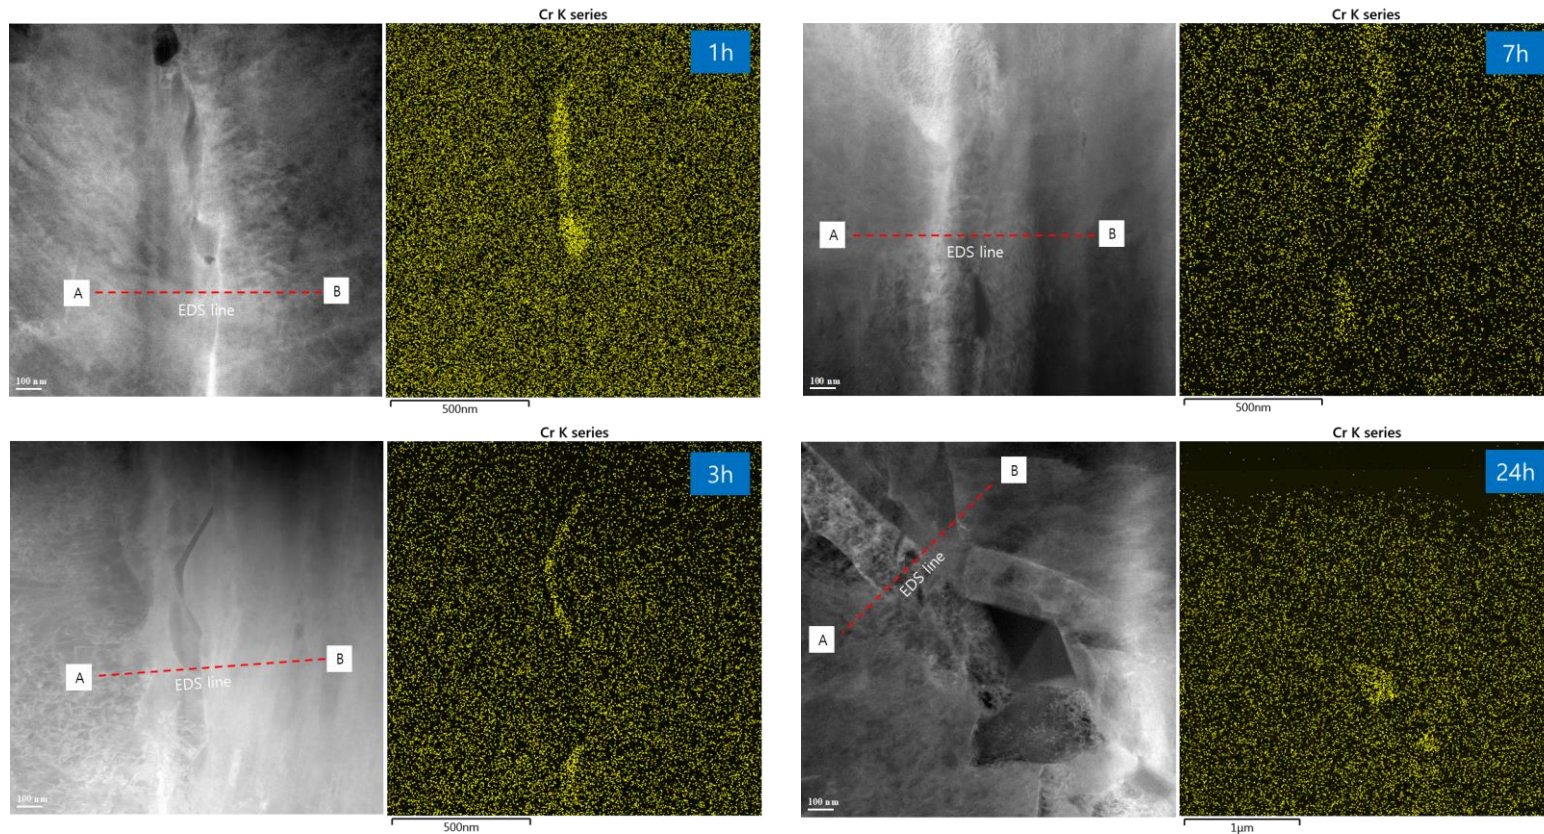 Cr K series
1h
A
B
EDS line
100 nm
500nm
Cr K series
7h
A
B
EDS line
100 nm
500nm
Cr K series
3h
A
B
EDS line
100 nm
500nm
Cr K series
24h
B
EDS line
A
100 nm
1µm